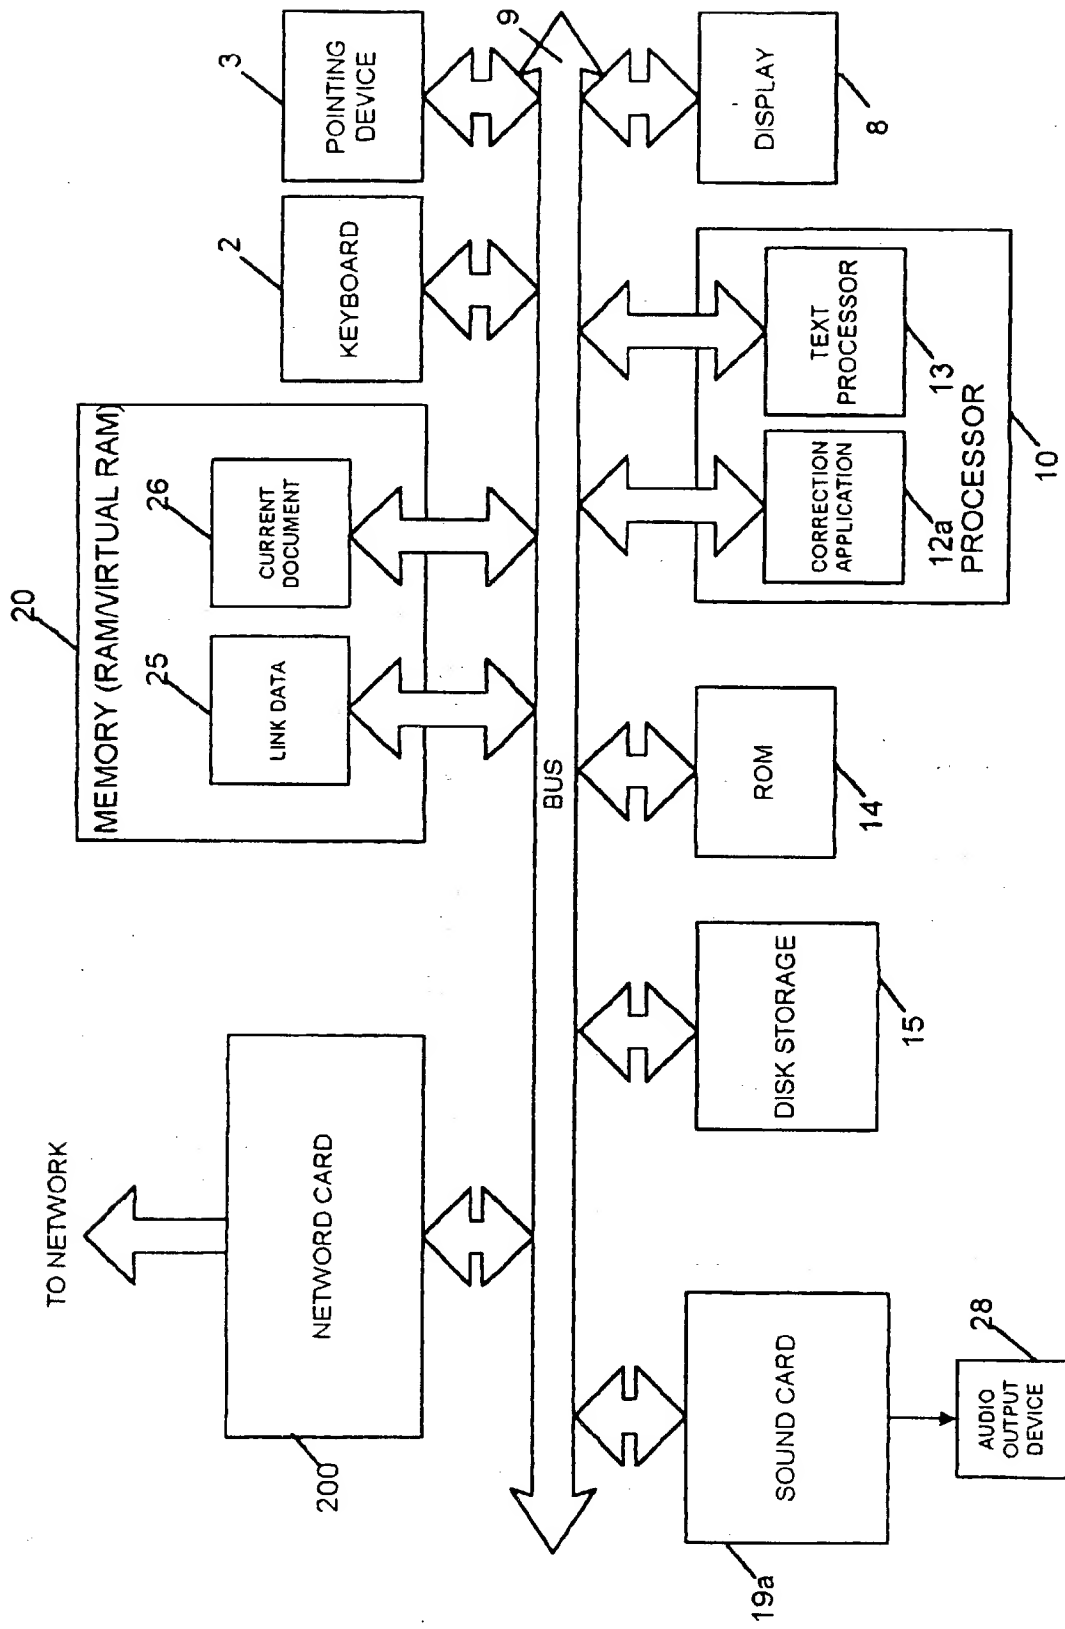 TO NETWORK
NETWORD CARD
200
20
MEMORY (RAM/VIRTUAL RAM)
25
LINK DATA
26
CURRENT
DOCUMENT
2
KEYBOARD
3
POINTING
DEVICE
9
BUS
19a
SOUND CARD
28
AUDIO
OUTPUT
DEVICE
DISK STORAGE
15
ROM
14
CORRECTION
APPLICATION
12a
TEXT
PROCESSOR
13
PROCESSOR
10
DISPLAY
8